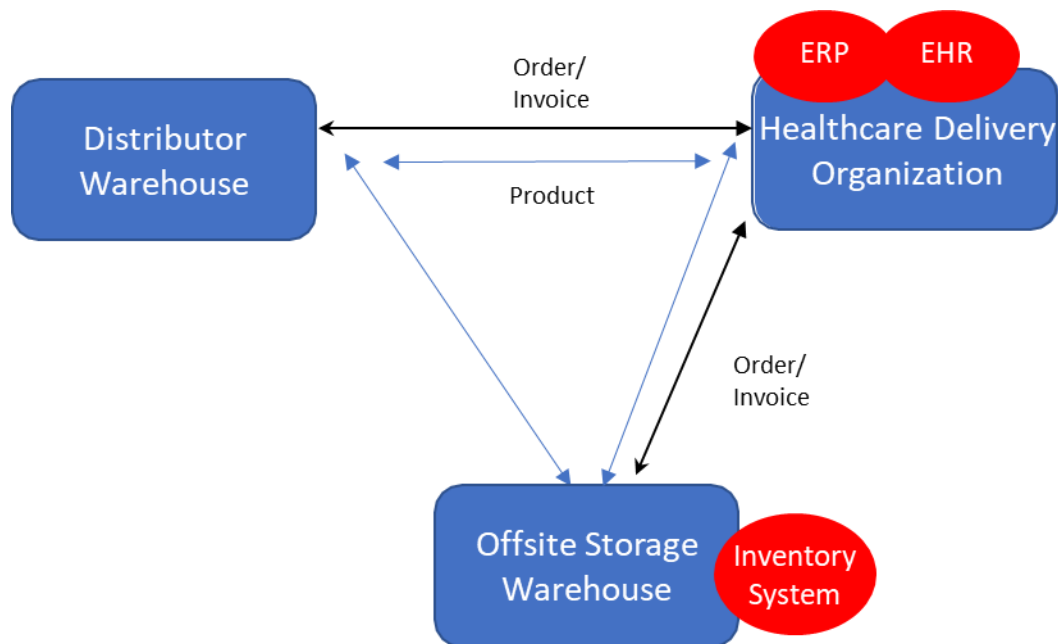 ERP
EHR
Order/
Invoice
Distributor
Warehouse
Healthcare Delivery
Organization
Product
Order/
Invoice
Offsite Storage
Warehouse
Inventory
System